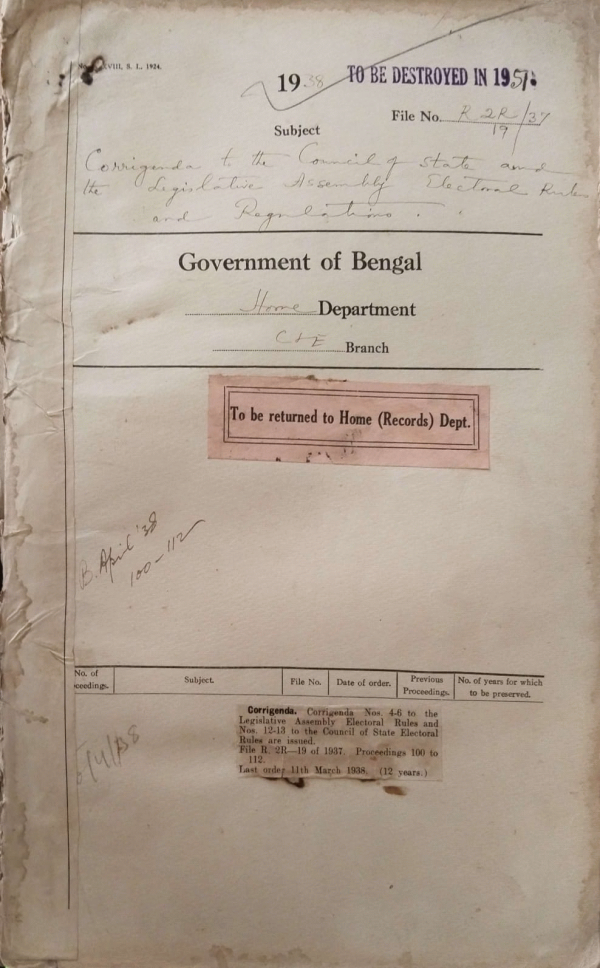 XVIII, S. L. 1924.
1938
TO BE DESTROYED IN 1951.
File No. R 2R/37
19
Subject
Corrigenda to the Council of State and
the Legislative Assembly Electoral Rules
and Regulations.
Government of Bengal
Home Department
Branch
To be returned to Home (Records) Dept.
B. April '38
100-112
No. of
ceedings.
Subject.
File No.
Date of order.
Previous
Proceedings.
No. of years for which
to be preserved.
Corrigenda. Corrigenda Nos. 4-6 to the
Legislative Assembly Electoral Rules and
Nos. 12-13 to the Council of State Electoral
Rules are issued.
File R. 2R—19 of 1937. Proceedings 100 to
112.
Last order 11th March 1938. (12 years.)